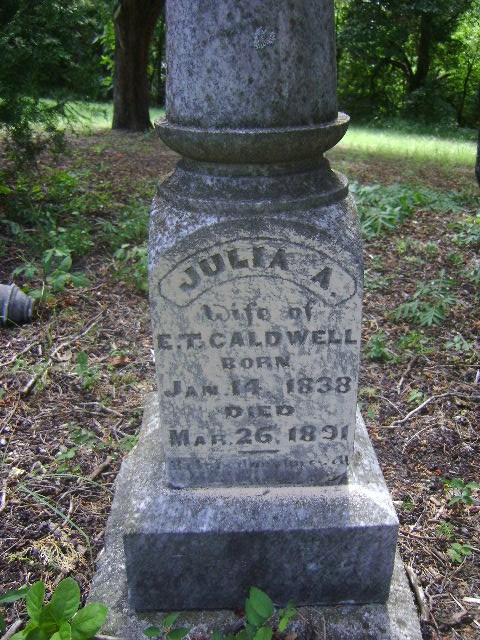 JULIA A.
Wife of
E.T. CALDWELL
BORN
JAN. 14, 1838
DIED
MAR. 26, 1891